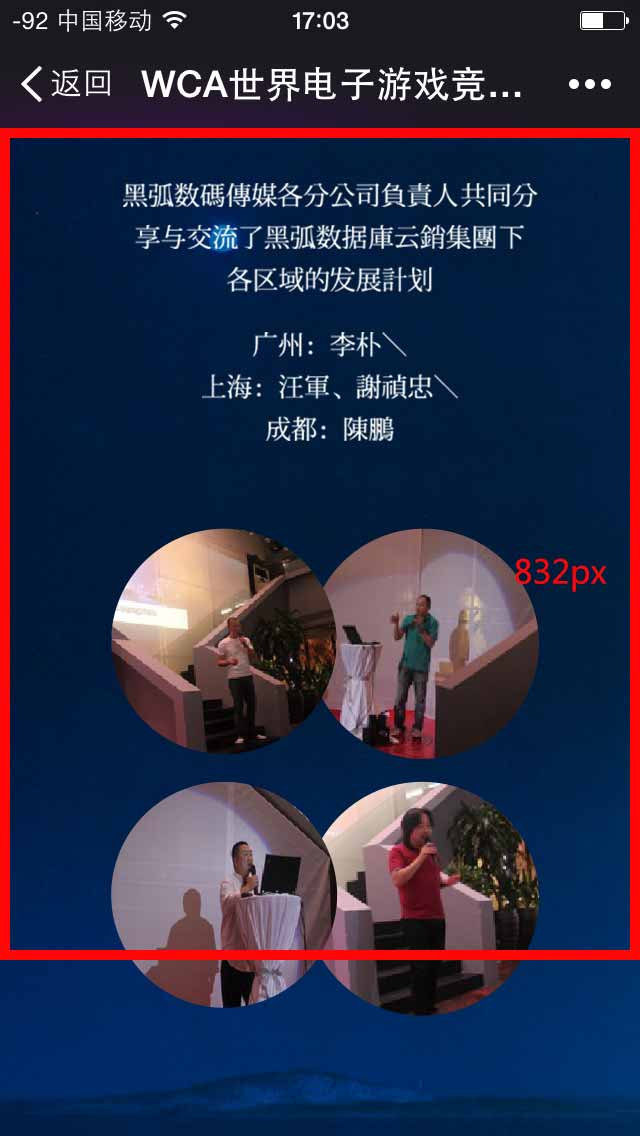 -92 中国移动 17:03
返回 WCA世界电子游戏竞... •••
黑弧数碼傳媒各分公司負責人共同分
享与交流了黑弧数据庫云銷集團下
各区域的发展計划
广州：李朴＼
上海：汪軍、謝禎忠＼
成都：陳鵬
832px